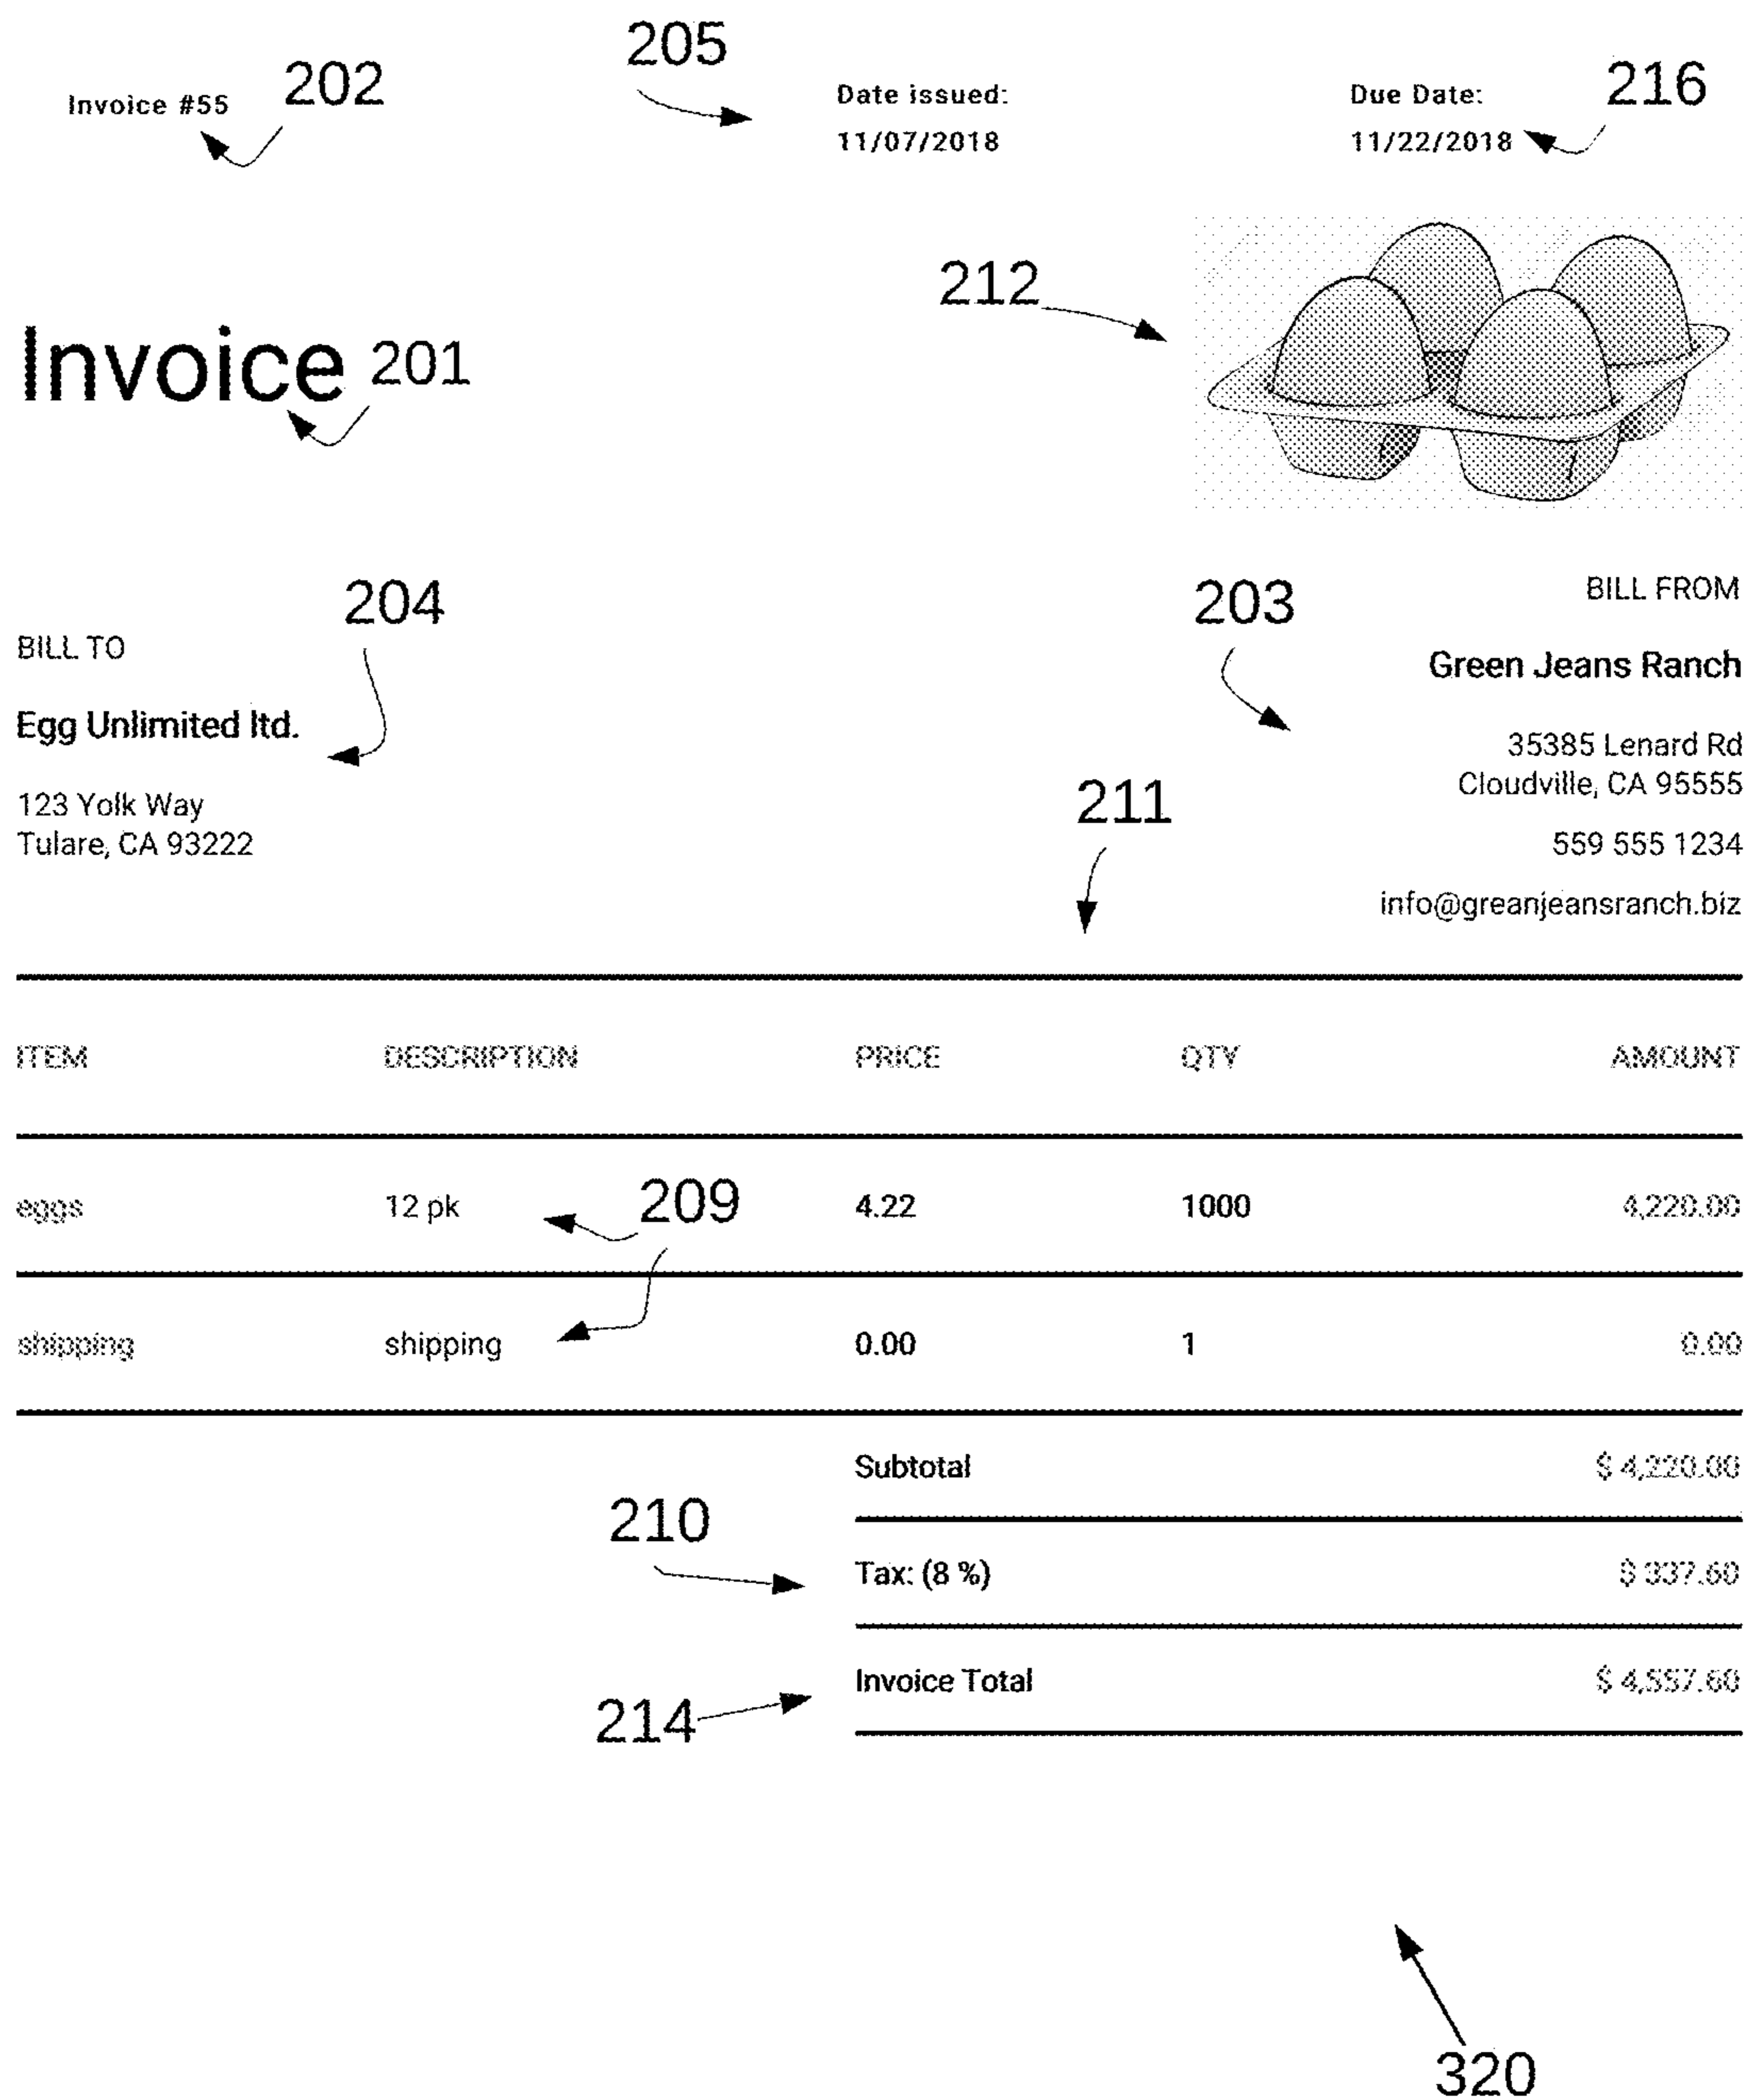 205
202
216
Invoice #55
Date issued:
Due Date:
11/07/2018
11/22/2018
212
Invoice
201
204
203
BILL FROM
BILL TO
Green Jeans Ranch
Egg Unlimited ltd.
35385 Lenard Rd
Cloudville, CA 95555
211
123 Yolk Way
Tulare, CA 93222
559 555 1234
info@greanjeansranch.biz
ITEM DESCRIPTION PRICE QTY AMOUNT
eggs 12 pk 209 4.22 1000 4,220.00
shipping shipping 0.00 1 0.00
Subtotal $ 4,220.00
210
Tax: (8 %) $ 337.60
Invoice Total $ 4,557.60
214
320